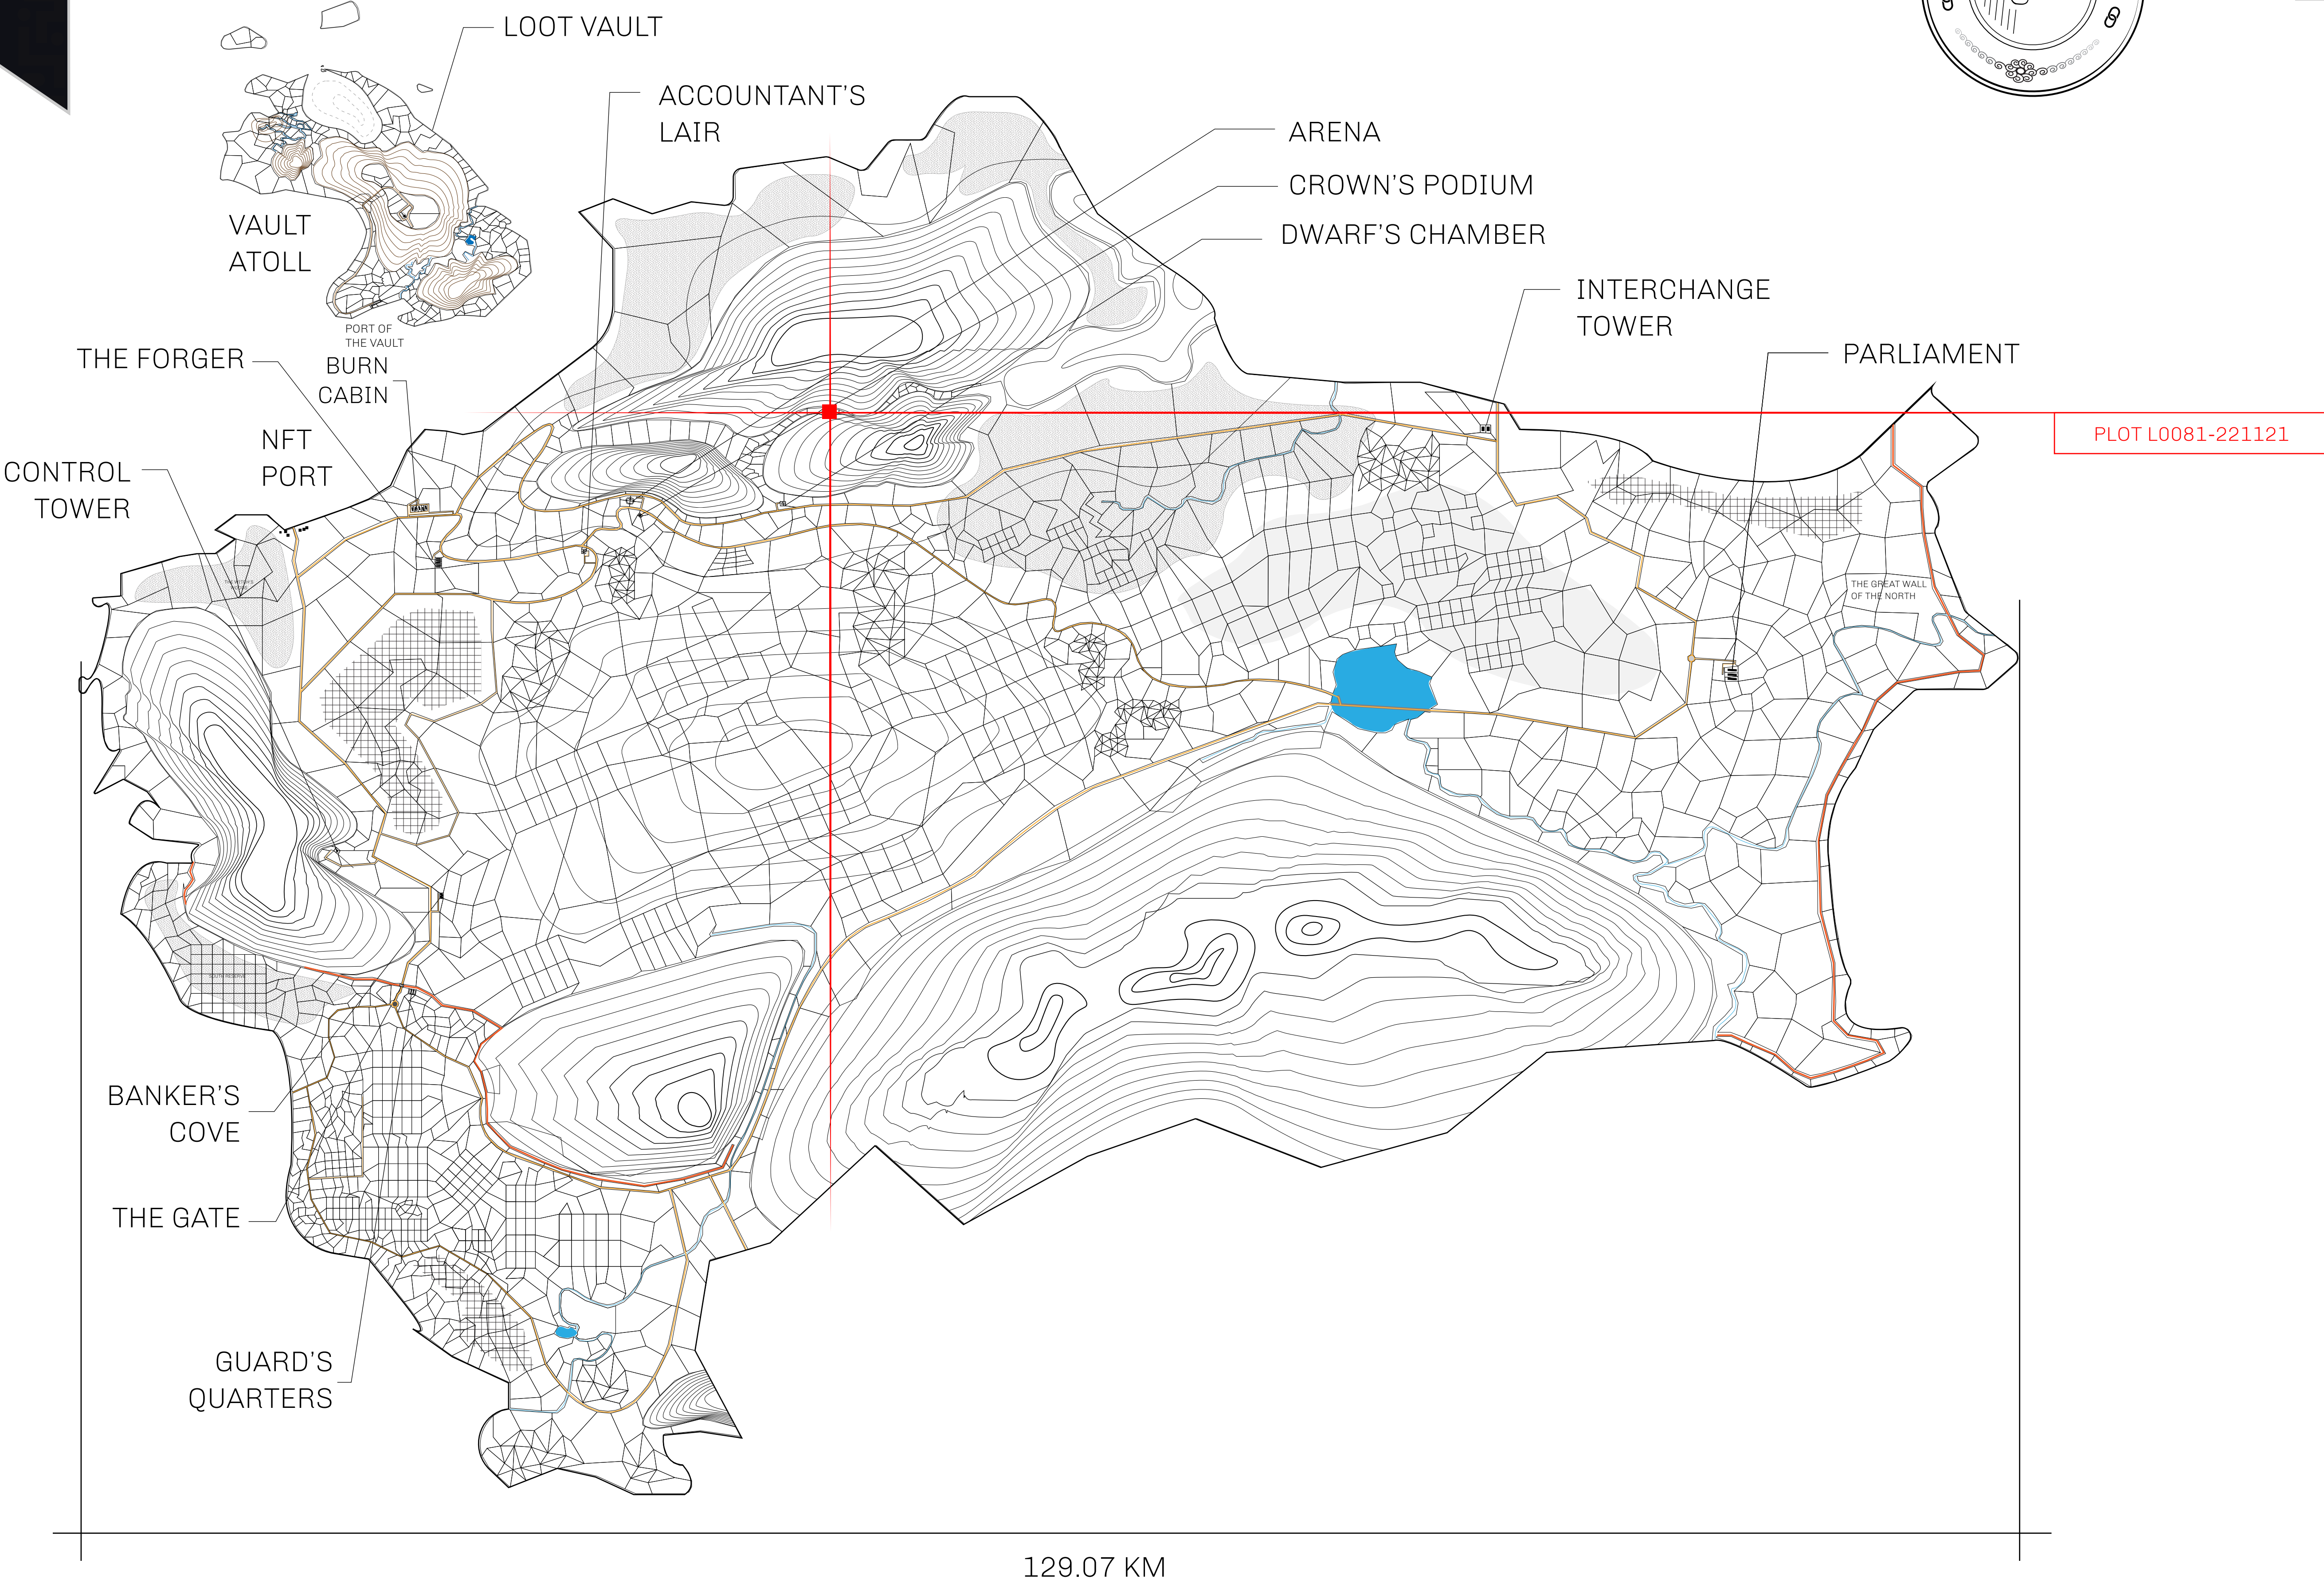 LOOT VAULT
ACCOUNTANT'S
LAIR
ARENA
CROWN'S PODIUM
DWARF'S CHAMBER
VAULT
ATOLL
INTERCHANGE
TOWER
PORT OF
THE VAULT
THE FORGER
BURN
CABIN
PARLIAMENT
NFT
PORT
PLOT L0081-221121
CONTROL
TOWER
THE GREAT WALL
OF THE NORTH
SOUTH RESERVE
BANKER'S
COVE
THE GATE
GUARD'S
QUARTERS
129.07 KM